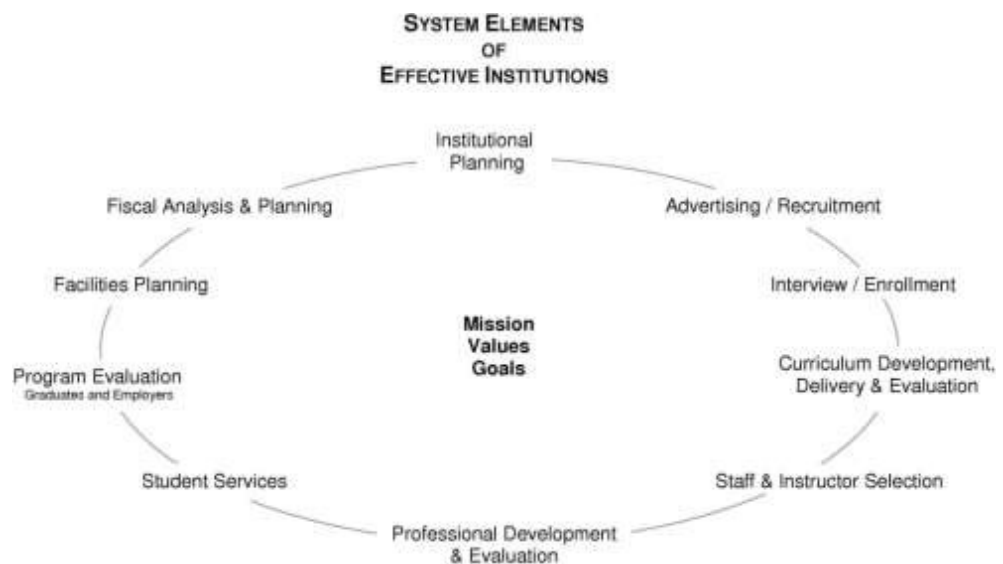 SYSTEM ELEMENTS
OF
EFFECTIVE INSTITUTIONS
Institutional
Planning
Fiscal Analysis & Planning
Advertising / Recruitment
Facilities Planning
Interview / Enrollment
Mission
Values
Goals
Program Evaluation
Graduates and Employers
Curriculum Development,
Delivery & Evaluation
Student Services
Staff & Instructor Selection
Professional Development
& Evaluation